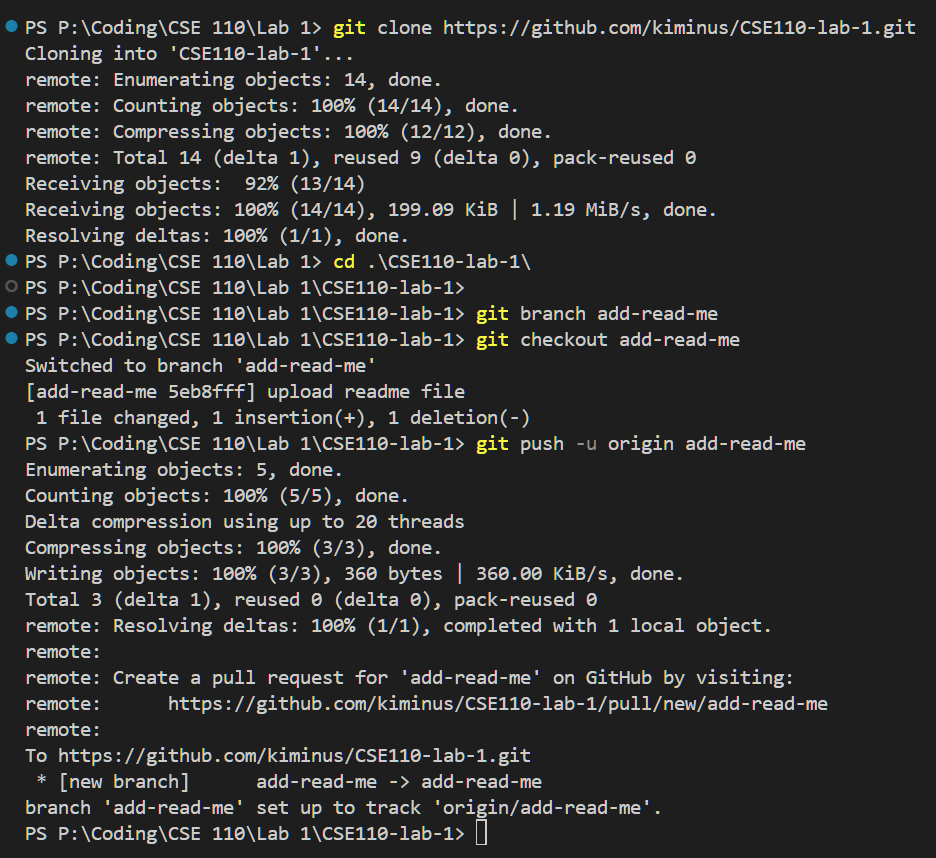 PS P:\Coding\CSE 110\Lab 1> git clone https://github.com/kiminus/CSE110-lab-1.git
Cloning into 'CSE110-lab-1'...
remote: Enumerating objects: 14, done.
remote: Counting objects: 100% (14/14), done.
remote: Compressing objects: 100% (12/12), done.
remote: Total 14 (delta 1), reused 9 (delta 0), pack-reused 0
Receiving objects:  92% (13/14)
Receiving objects: 100% (14/14), 199.09 KiB | 1.19 MiB/s, done.
Resolving deltas: 100% (1/1), done.
PS P:\Coding\CSE 110\Lab 1> cd .\CSE110-lab-1\
PS P:\Coding\CSE 110\Lab 1\CSE110-lab-1>
PS P:\Coding\CSE 110\Lab 1\CSE110-lab-1> git branch add-read-me
PS P:\Coding\CSE 110\Lab 1\CSE110-lab-1> git checkout add-read-me
Switched to branch 'add-read-me'
[add-read-me 5eb8fff] upload readme file
 1 file changed, 1 insertion(+), 1 deletion(-)
PS P:\Coding\CSE 110\Lab 1\CSE110-lab-1> git push -u origin add-read-me
Enumerating objects: 5, done.
Counting objects: 100% (5/5), done.
Delta compression using up to 20 threads
Compressing objects: 100% (3/3), done.
Writing objects: 100% (3/3), 360 bytes | 360.00 KiB/s, done.
Total 3 (delta 1), reused 0 (delta 0), pack-reused 0
remote: Resolving deltas: 100% (1/1), completed with 1 local object.
remote:
remote: Create a pull request for 'add-read-me' on GitHub by visiting:
remote:      https://github.com/kiminus/CSE110-lab-1/pull/new/add-read-me
remote:
To https://github.com/kiminus/CSE110-lab-1.git
 * [new branch]      add-read-me -> add-read-me
branch 'add-read-me' set up to track 'origin/add-read-me'.
PS P:\Coding\CSE 110\Lab 1\CSE110-lab-1>